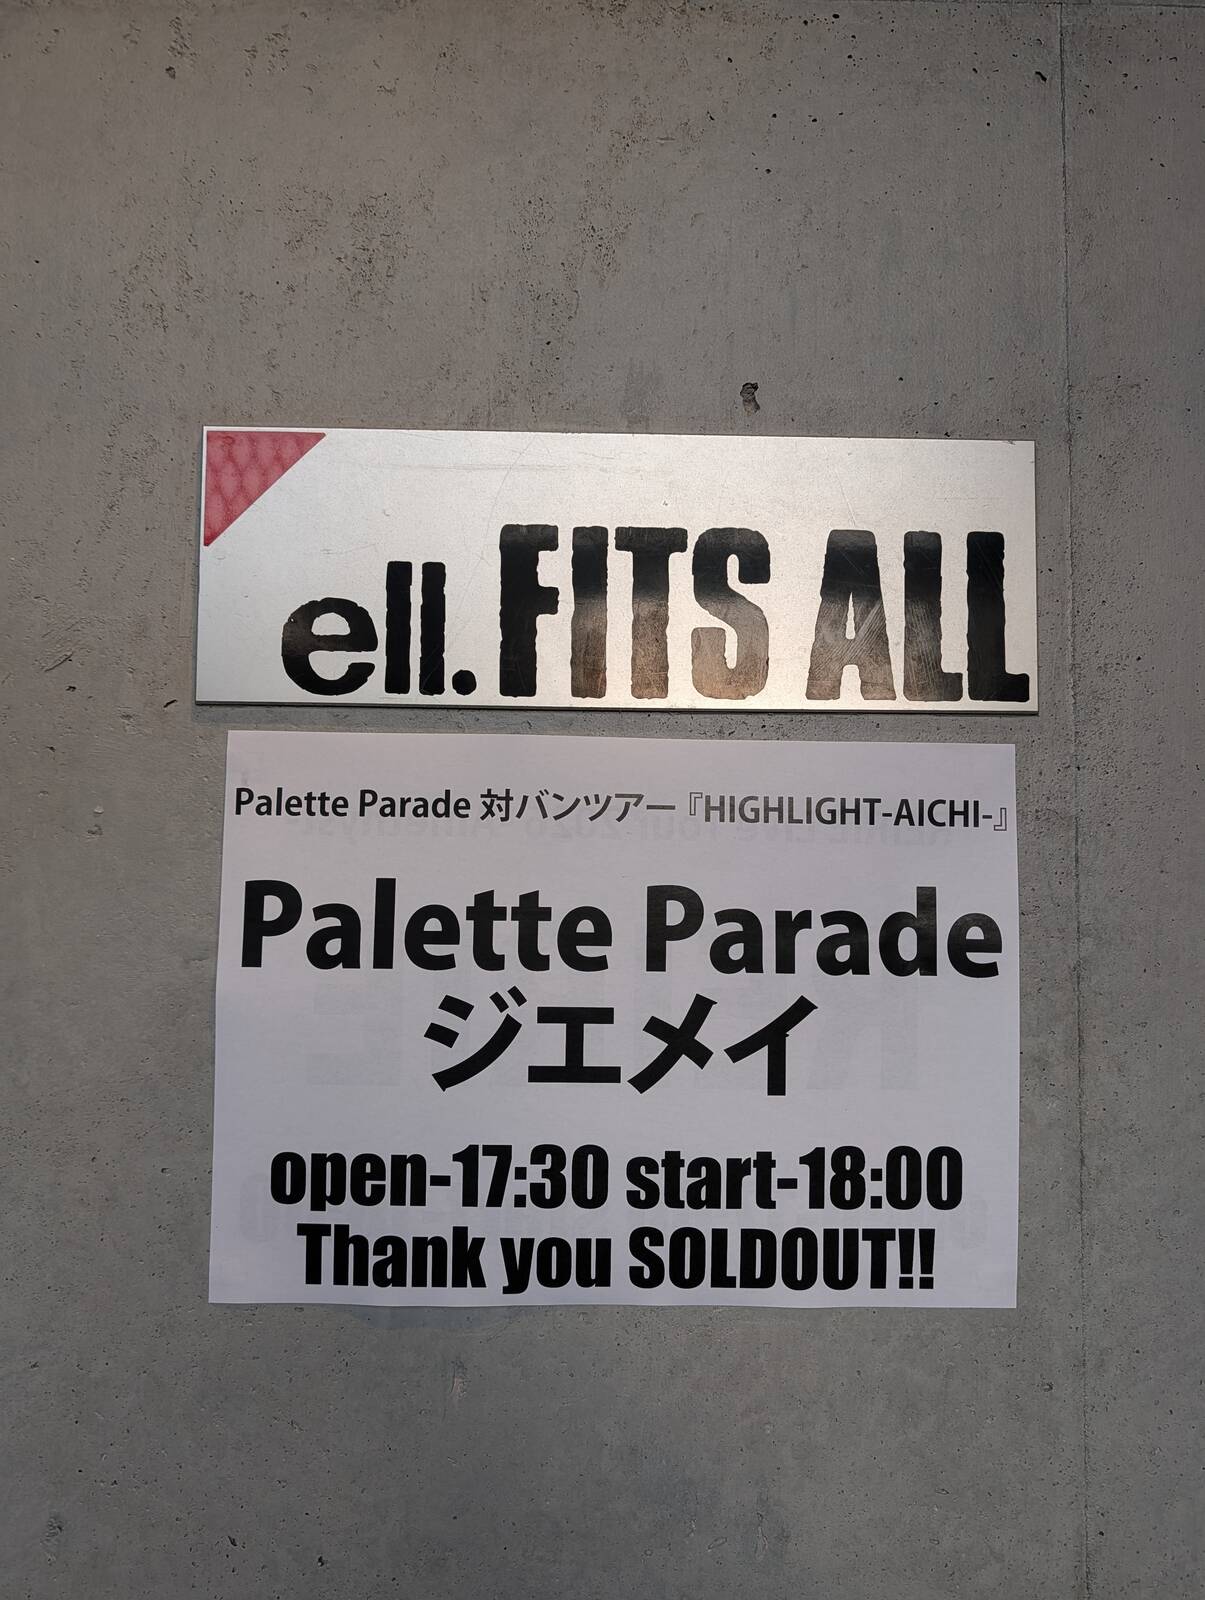 ell. FITS ALL
Palette Parade 対バンツアー『HIGHLIGHT-AICHI-』
Palette Parade
ジエメイ
open-17:30 start-18:00
Thank you SOLDOUT!!